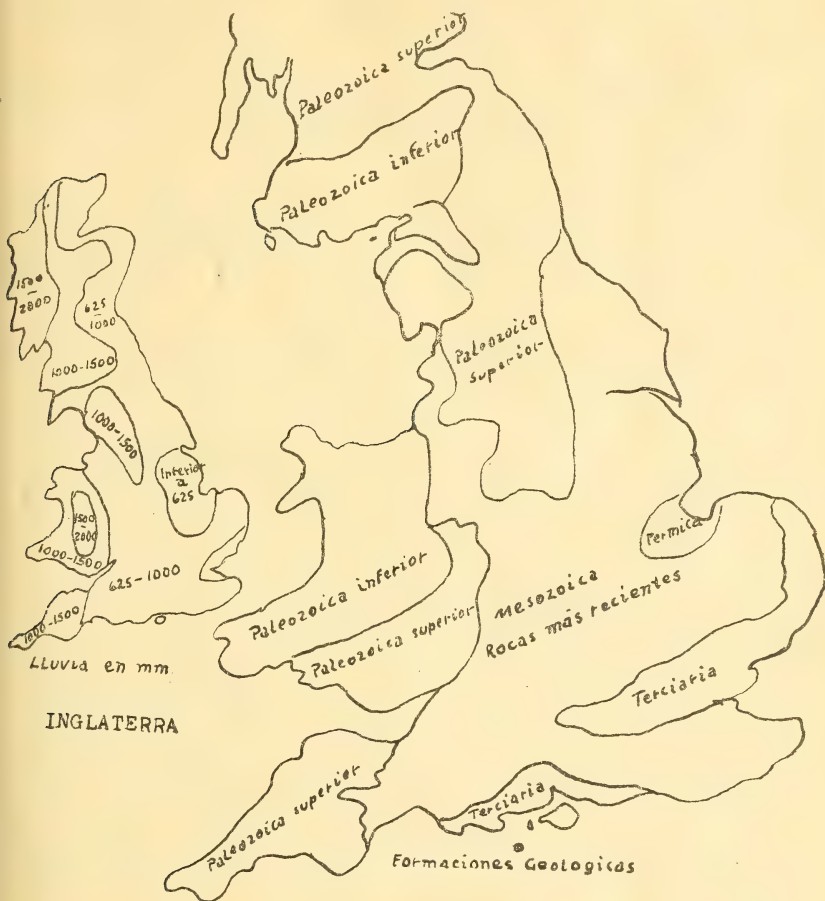 Paleozoica superior
Paleozoica inferior
1500
2000
625
1000
1000-1500
Paleozoica
superior
1000-1500
Inferior
a
625
1500
2000
1000-1500
625-1000
1000-1500
Lluvia en mm
INGLATERRA
Permica
Paleozoica inferior
Paleozoica superior
Mesozoica
Rocas más recientes
Terciaria
Paleozoica superior
Terciaria
Formaciones Geologicas